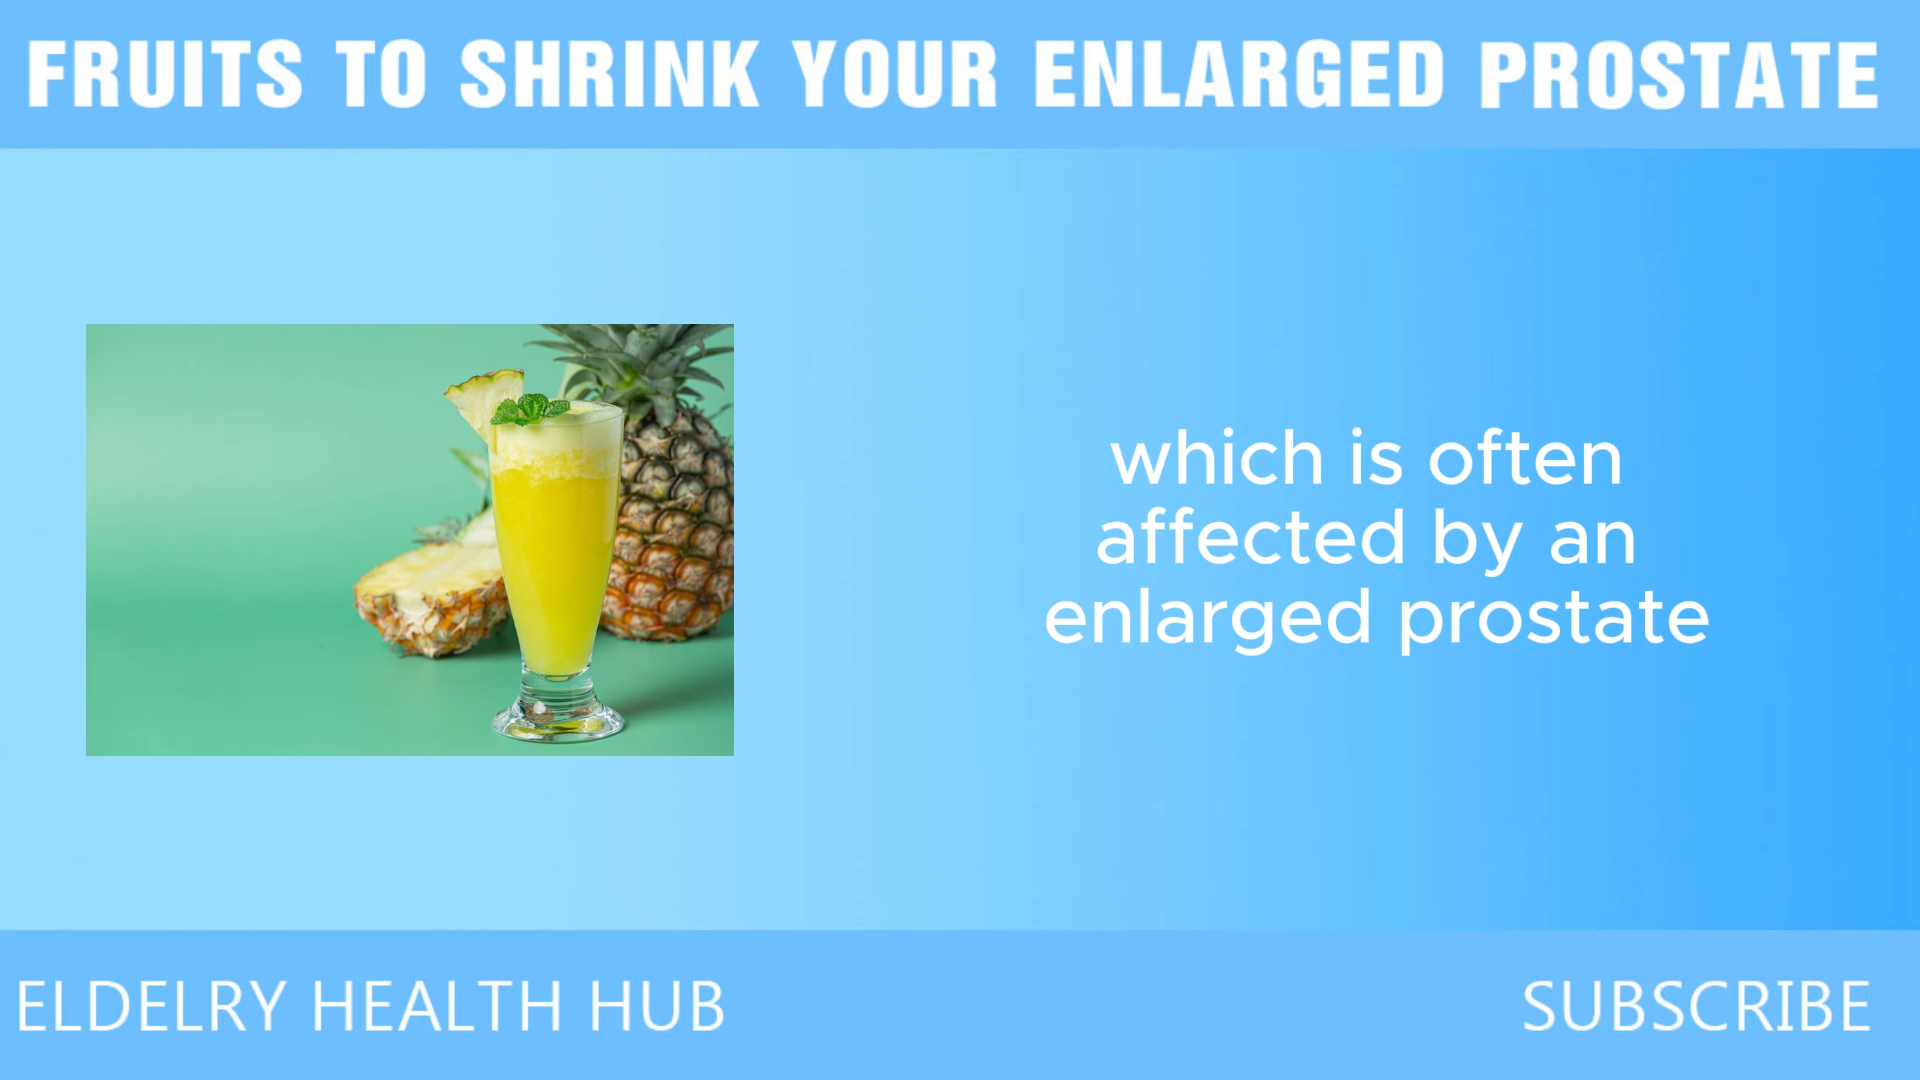 FRUITS TO SHRINK YOUR ENLARGED PROSTATE
which is often
affected by an
enlarged prostate
ELDELRY HEALTH HUB
SUBSCRIBE